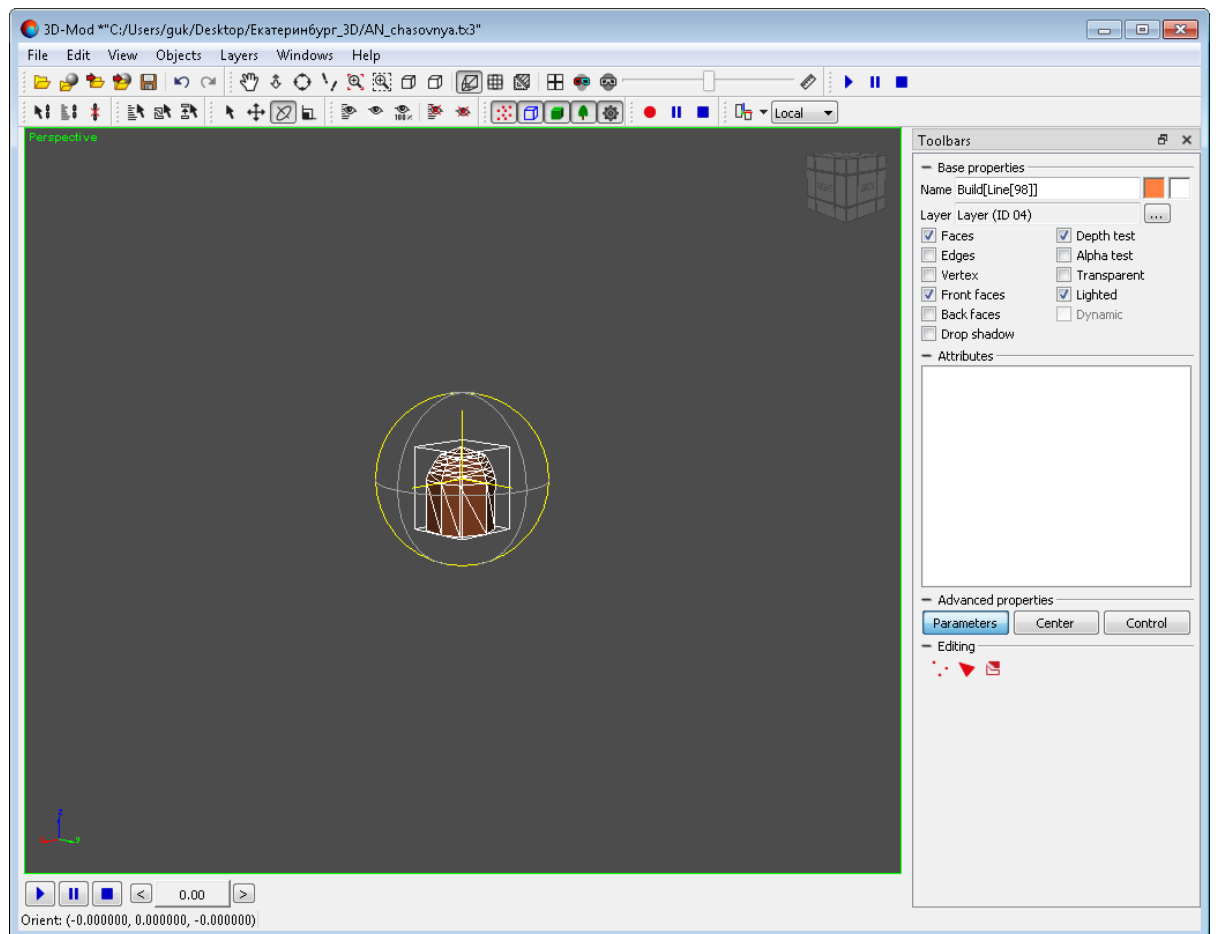 3D-Mod *"C:/Users/guk/Desktop/Екатеринбург_3D/AN_chasovnya.tx3"
File Edit View Objects Layers Windows Help
100%
Local
Perspective
Toolbars
Base properties
Name Build[Line[98]]
Layer Layer (ID 04)
...
Faces Depth test
Edges Alpha test
Vertex Transparent
Front faces Lighted
Back faces Dynamic
Drop shadow
Attributes
Advanced properties
Parameters Center Control
Editing
z
y
< 0.00 >
Orient: (-0.000000, 0.000000, -0.000000)